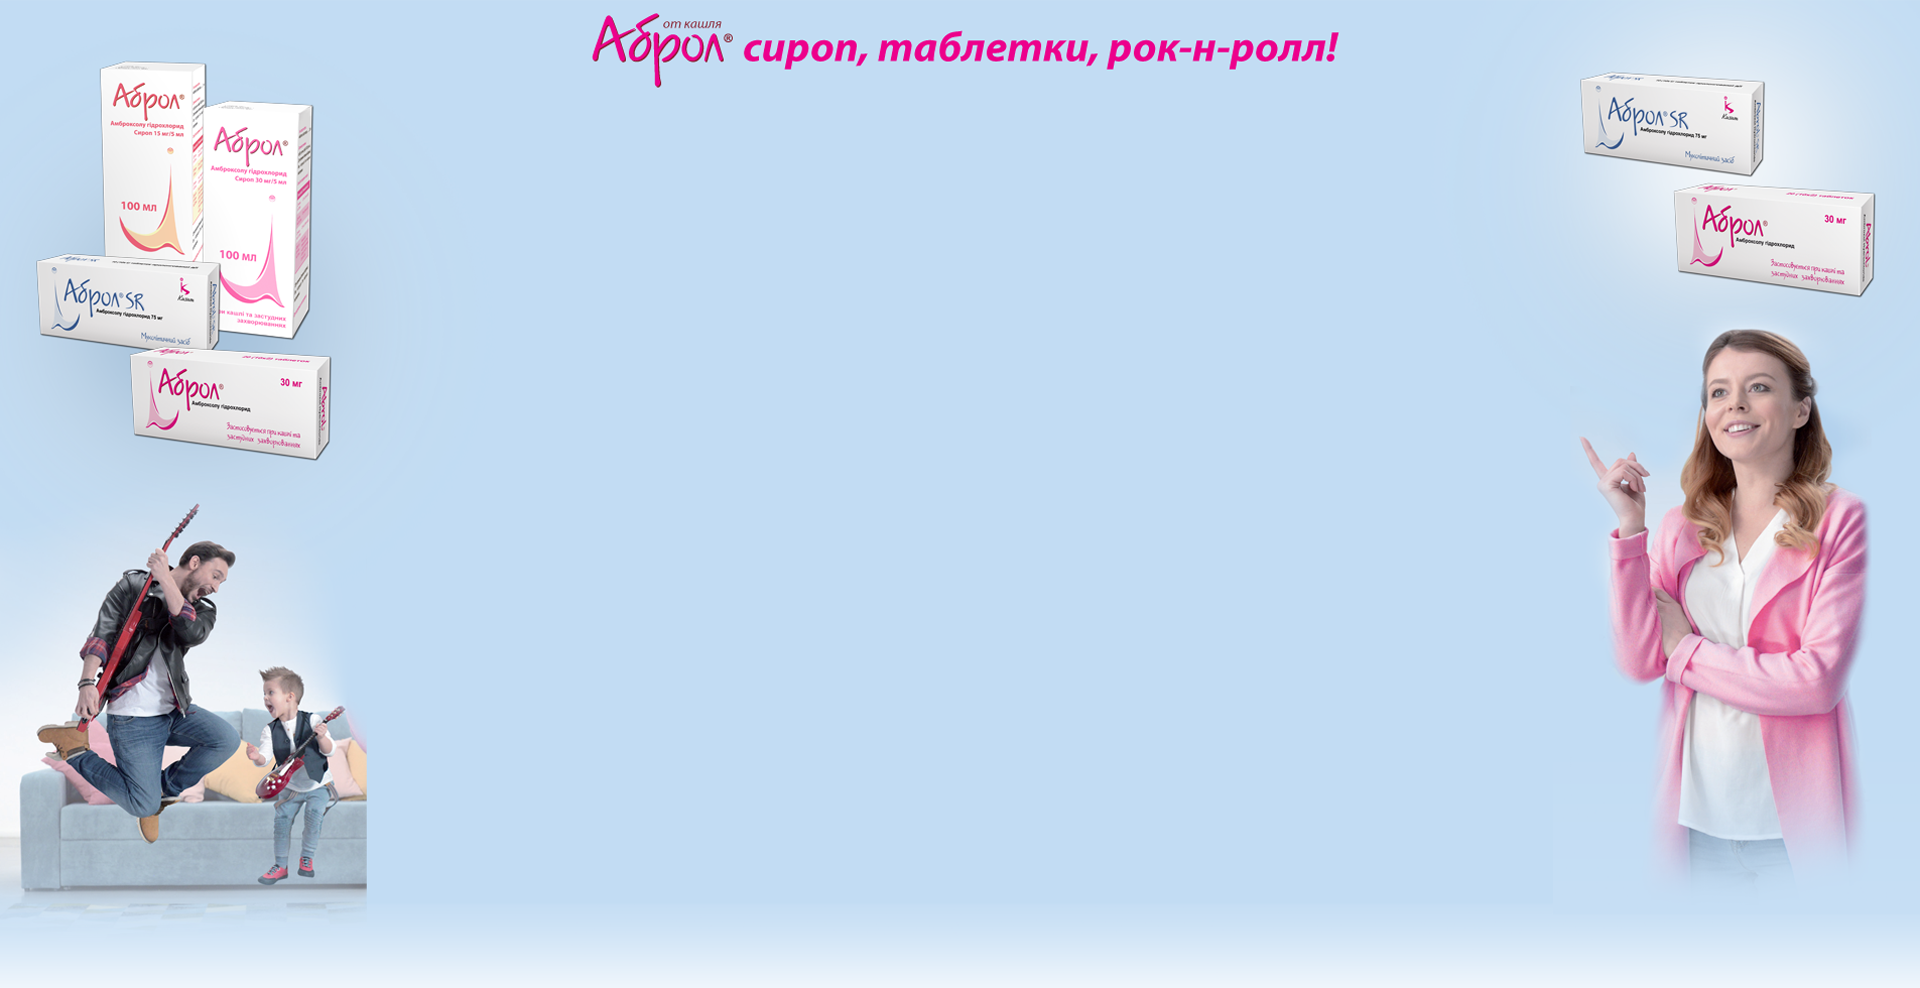 от кашля
Аброл® сироп, таблетки, рок-н-ролл!
Аброл®
Амброксолу гідрохлорид
Сироп 15 мг/5 мл
100 мл
Аброл®
Амброксолу гідрохлорид
Сироп 30 мг/5 мл
100 мл
кашлі та застудних
захворюваннях
Аброл® SR
Амброксолу гідрохлорид 75 мг
Муколітичний засіб
Кusum
Аброл®
30 мг
Амброксолу гідрохлорид
Застосовується при кашлі та
застудних захворюваннях
Аброл® SR
Амброксолу гідрохлорид 75 мг
Муколітичний засіб
Кusum
Аброл®
30 мг
Амброксолу гідрохлорид
Застосовується при кашлі та
застудних захворюваннях